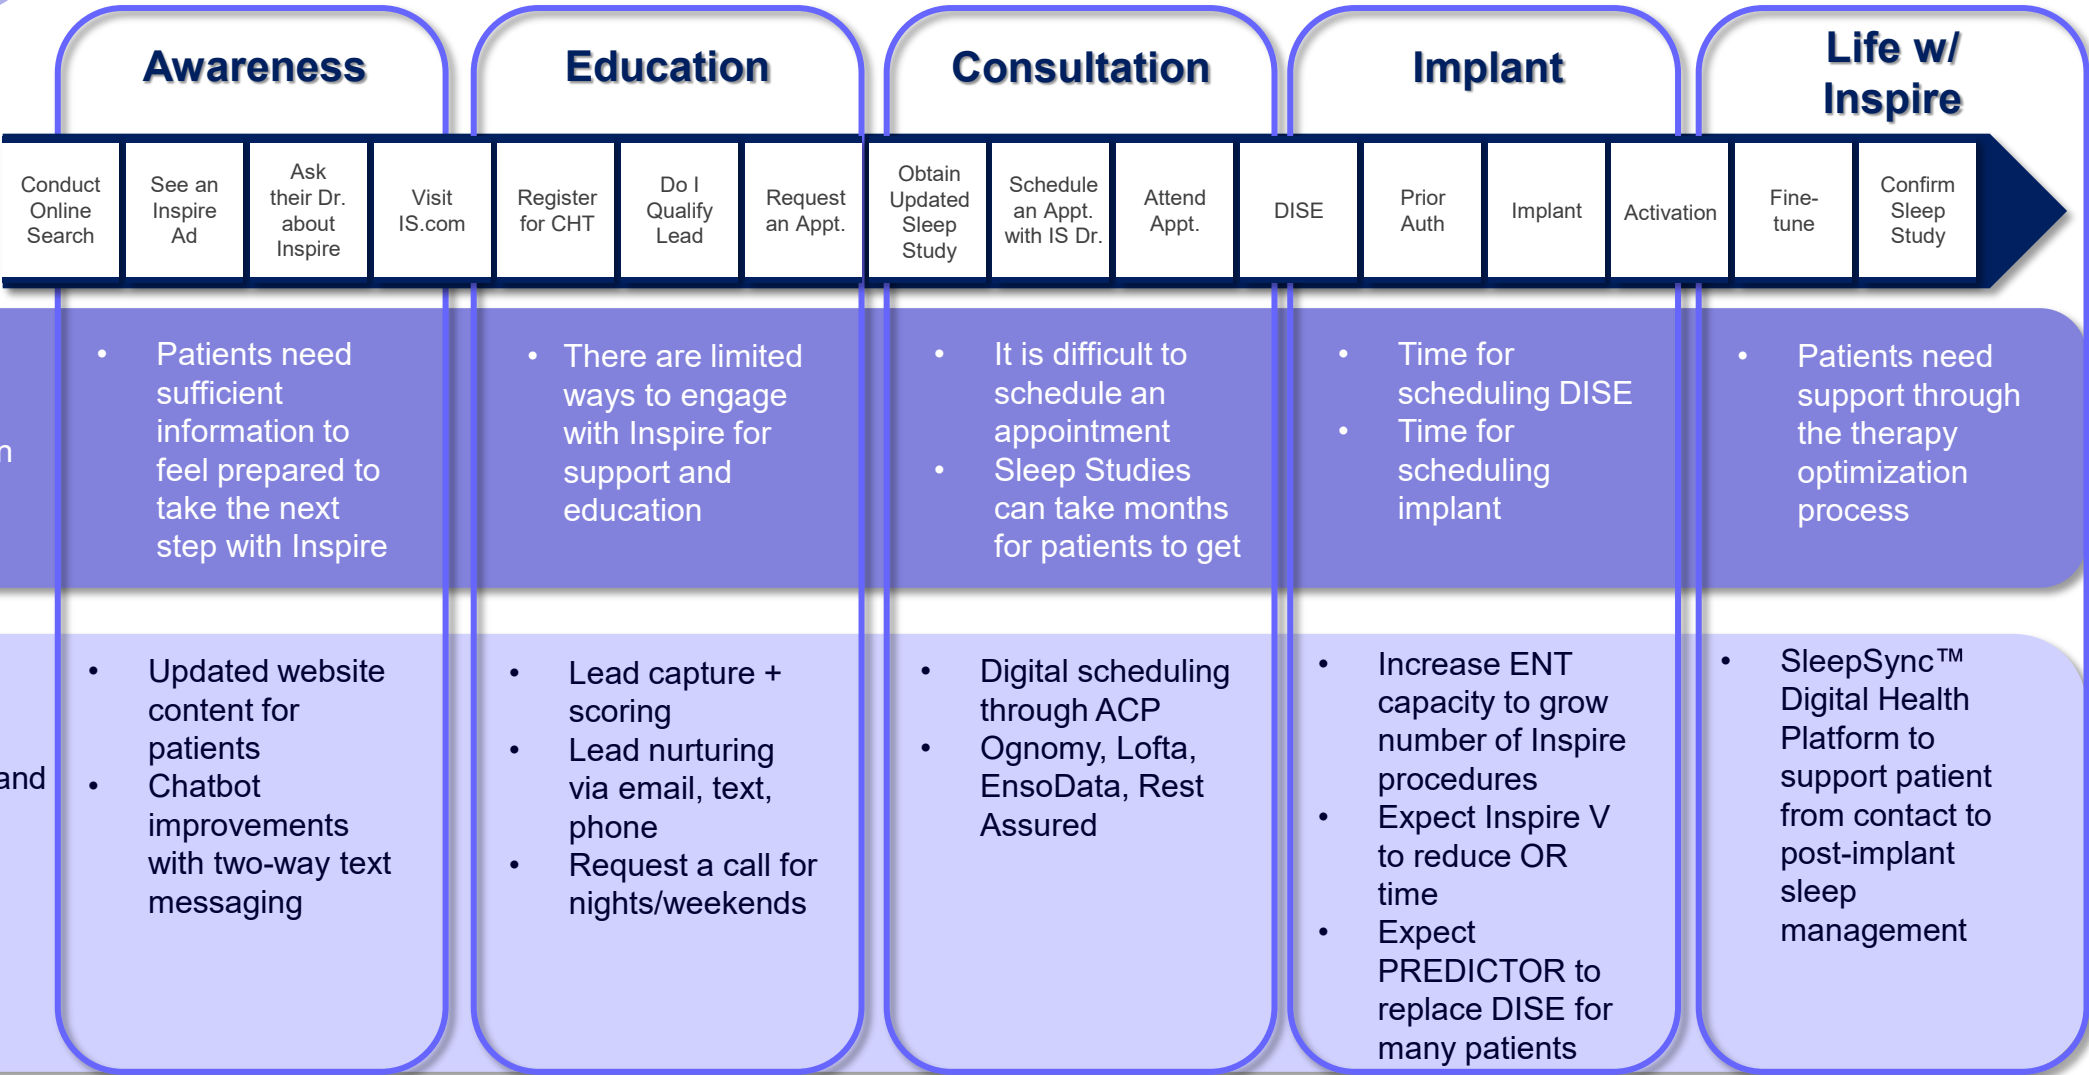 Awareness
Education
Consultation
Implant
Life w/
Inspire
Conduct
Online
Search
See an
Inspire
Ad
Ask
their Dr.
about
Inspire
Visit
IS.com
Register
for CHT
Do I
Qualify
Lead
Request
an Appt.
Obtain
Updated
Sleep
Study
Schedule
an Appt.
with IS Dr.
Attend
Appt.
DISE
Prior
Auth
Implant
Activation
Fine-
tune
Confirm
Sleep
Study
• Patients need
sufficient
information to
feel prepared to
take the next
step with Inspire
• There are limited
ways to engage
with Inspire for
support and
education
• It is difficult to
schedule an
appointment
• Sleep Studies
can take months
for patients to get
• Time for
scheduling DISE
• Time for
scheduling
implant
• Patients need
support through
the therapy
optimization
process
and
• Updated website
content for
patients
• Chatbot
improvements
with two-way text
messaging
• Lead capture +
scoring
• Lead nurturing
via email, text,
phone
• Request a call for
nights/weekends
• Digital scheduling
through ACP
• Ognomy, Lofta,
EnsoData, Rest
Assured
• Increase ENT
capacity to grow
number of Inspire
procedures
• Expect Inspire V
to reduce OR
time
• Expect
PREDICTOR to
replace DISE for
many patients
• SleepSync™
Digital Health
Platform to
support patient
from contact to
post-implant
sleep
management